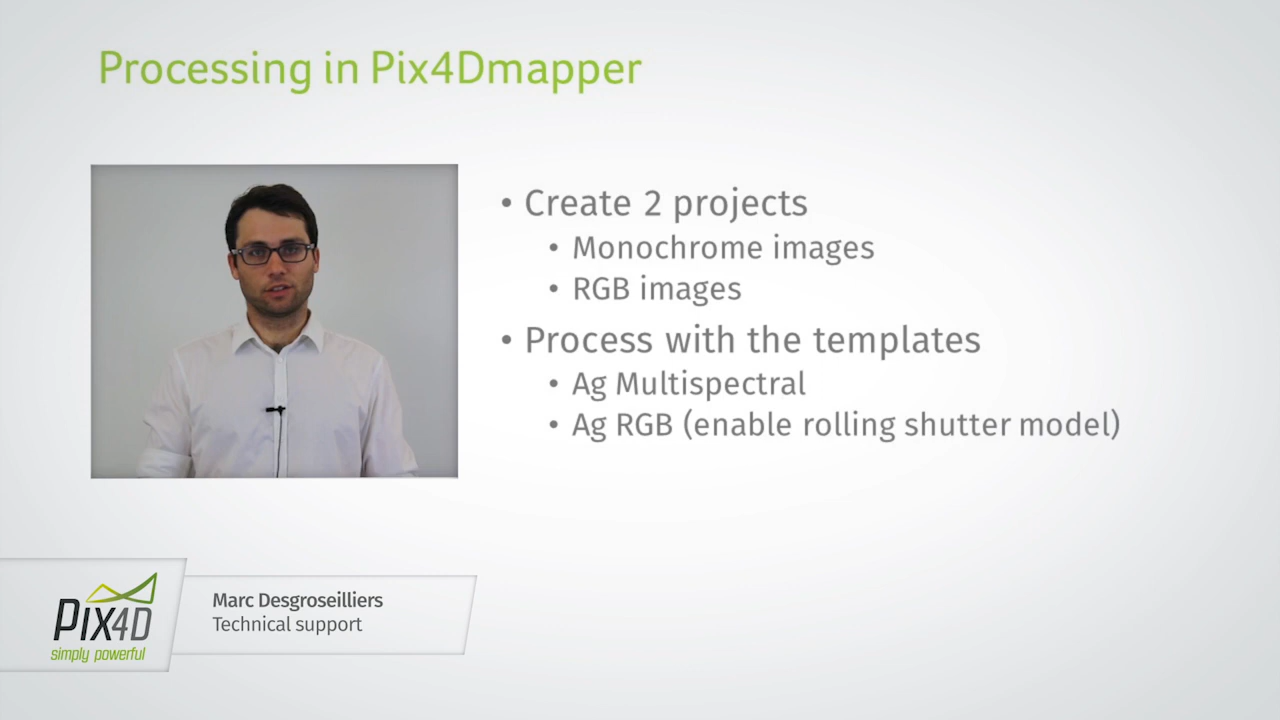 Processing in Pix4Dmapper
• Create 2 projects
• Monochrome images
• RGB images
• Process with the templates
• Ag Multispectral
• Ag RGB (enable rolling shutter model)
PIX4D
simply powerful
Marc Desgroseilliers
Technical support